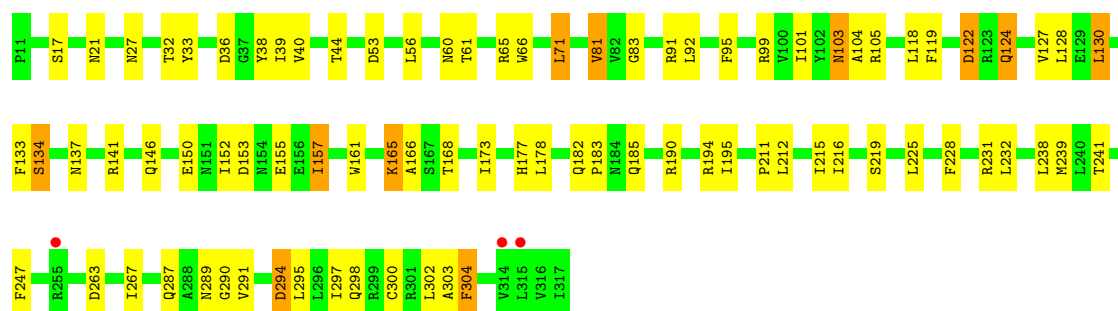 P11 S17 N21 N27 T32 Y33 D36 G37 Y38 I39 V40 T44 D53 L56 N60 T61 R65 W66 L71 V81 V82 G83 R91 L92 F95 R99 V100 I101 Y102 N103 A104 R105 L118 F119 D122 R123 Q124 V127 L128 E129 L130
F133 S134 N137 R141 Q146 E150 N151 I152 D153 N154 E155 E156 I157 W161 K165 A166 S167 T168 I173 H177 L178 Q182 P183 N184 Q185 R190 R194 I195 P211 L212 I215 I216 S219 L225 F228 R231 L232 L238 M239 L240 T241
F247 R255 D263 I267 Q287 A288 N289 G290 V291 D294 L295 L296 I297 Q298 R299 C300 R301 L302 A303 F304 V314 L315 V316 I317